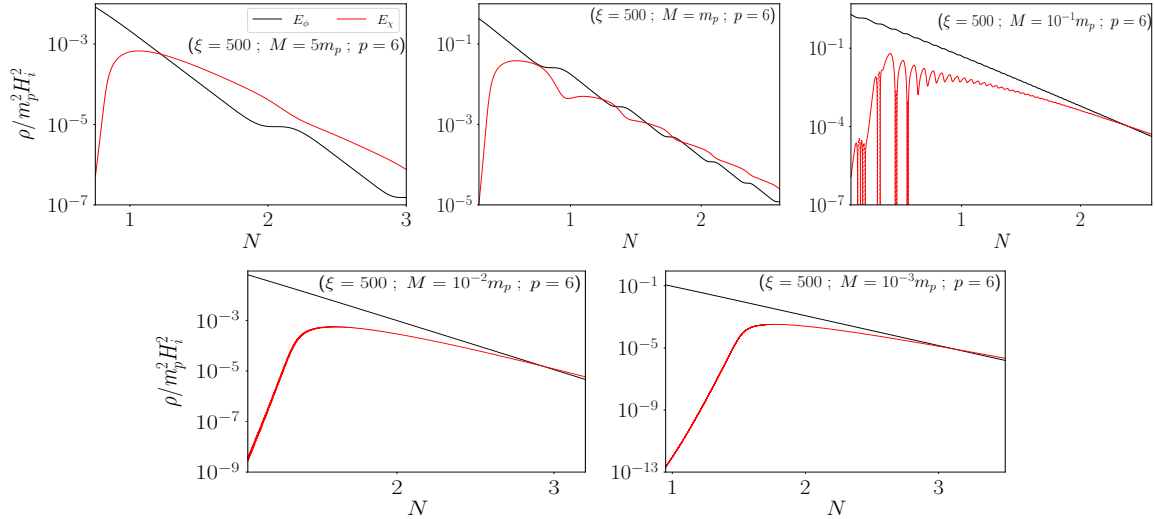 E_ϕ E_χ
(ξ = 500 ; M = 5m_p ; p = 6)
ρ/m_p^2 H_i^2
10^{-3}
10^{-5}
10^{-7}
1 2 3
N
(ξ = 500 ; M = m_p ; p = 6)
10^{-1}
10^{-3}
10^{-5}
1 2
N
(ξ = 500 ; M = 10^{-1}m_p ; p = 6)
10^{-1}
10^{-4}
10^{-7}
1 2
N
(ξ = 500 ; M = 10^{-2}m_p ; p = 6)
ρ/m_p^2 H_i^2
10^{-3}
10^{-5}
10^{-7}
10^{-9}
2 3
N
(ξ = 500 ; M = 10^{-3}m_p ; p = 6)
10^{-1}
10^{-5}
10^{-9}
10^{-13}
1 2 3
N